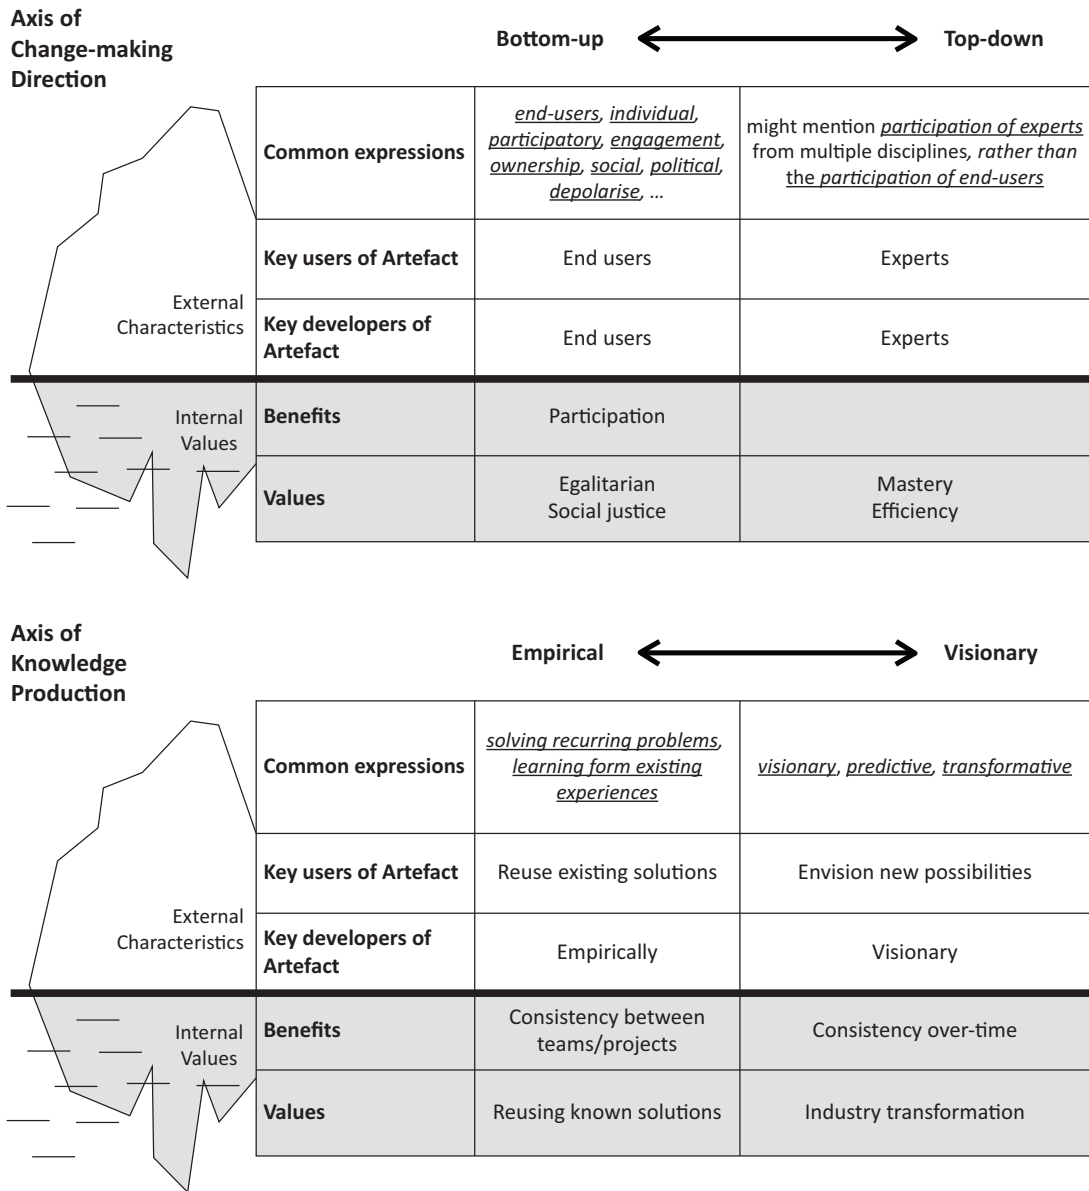 Axis of
Change-making
Direction
Bottom-up
Top-down
Common expressions
end-users, individual,
participatory, engagement,
ownership, social, political,
depolarise, ...
might mention participation of experts
from multiple disciplines, rather than
the participation of end-users
Key users of Artefact
End users
Experts
External
Characteristics
Key developers of
Artefact
End users
Experts
Internal
Values
Benefits
Participation
Values
Egalitarian
Social justice
Mastery
Efficiency
Axis of
Knowledge
Production
Empirical
Visionary
Common expressions
solving recurring problems,
learning form existing
experiences
visionary, predictive, transformative
Key users of Artefact
Reuse existing solutions
Envision new possibilities
External
Characteristics
Key developers of
Artefact
Empirically
Visionary
Internal
Values
Benefits
Consistency between
teams/projects
Consistency over-time
Values
Reusing known solutions
Industry transformation